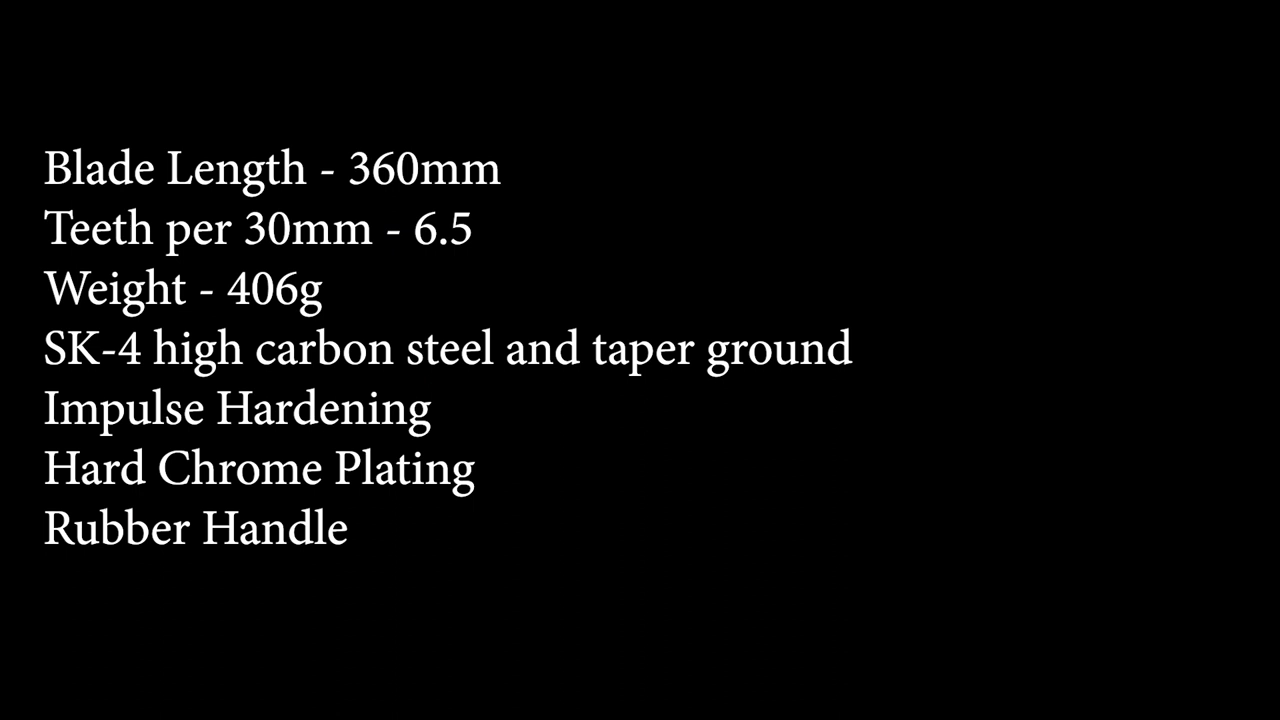 Blade Length - 360mm
Teeth per 30mm - 6.5
Weight - 406g
SK-4 high carbon steel and taper ground
Impulse Hardening
Hard Chrome Plating
Rubber Handle